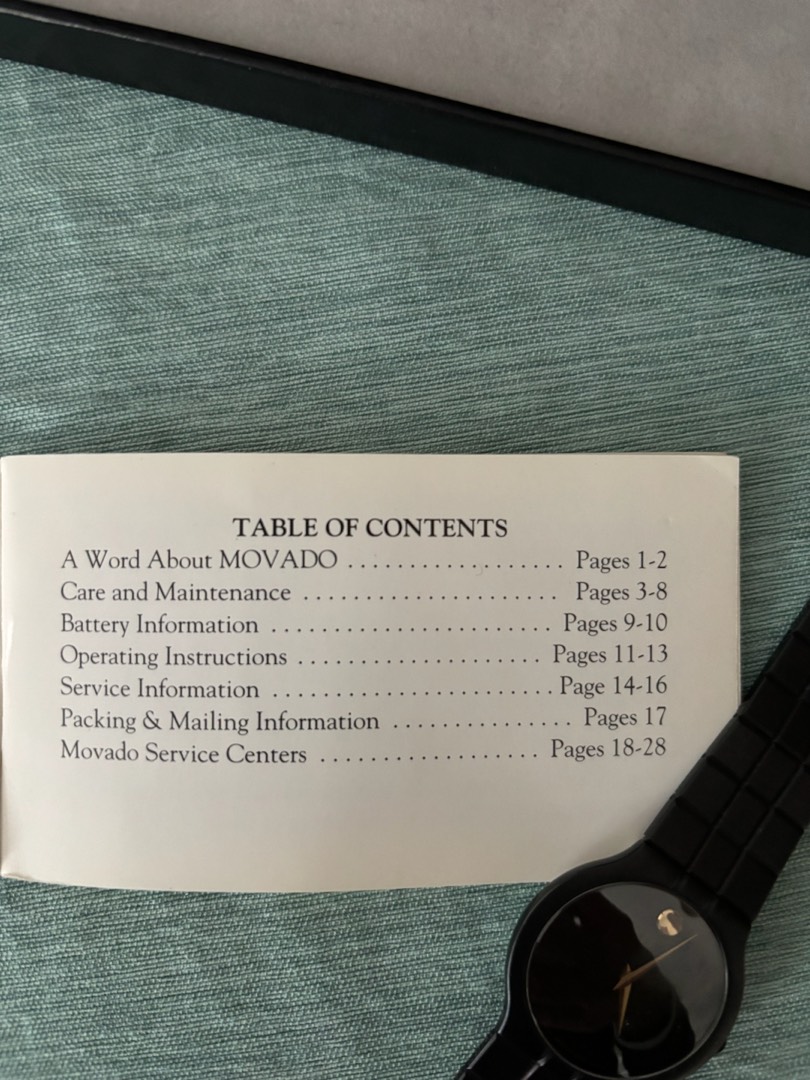 TABLE OF CONTENTS
A Word About MOVADO . . . . . . . . . . . . . . . . . . Pages 1-2
Care and Maintenance . . . . . . . . . . . . . . . . . . . . . Pages 3-8
Battery Information . . . . . . . . . . . . . . . . . . . . . . . Pages 9-10
Operating Instructions . . . . . . . . . . . . . . . . . . . . Pages 11-13
Service Information . . . . . . . . . . . . . . . . . . . . . . . Page 14-16
Packing & Mailing Information . . . . . . . . . . . . . . . Pages 17
Movado Service Centers . . . . . . . . . . . . . . . . . . Pages 18-28